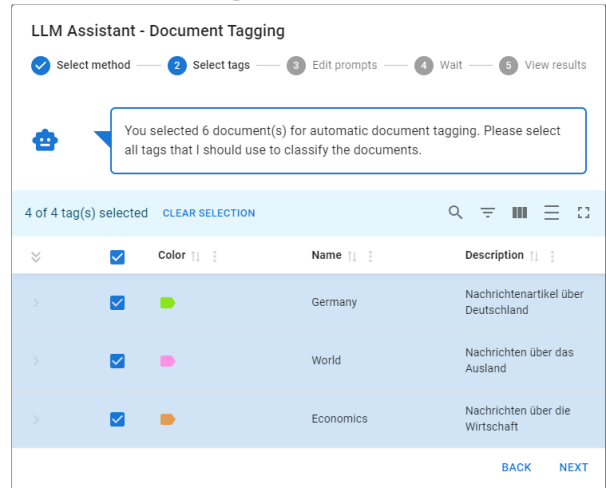 LLM Assistant - Document Tagging
Select method 2 Select tags 3 Edit prompts 4 Wait 5 View results
You selected 6 document(s) for automatic document tagging. Please select
all tags that I should use to classify the documents.
4 of 4 tag(s) selected CLEAR SELECTION
Color Name Description
Germany Nachrichtenartikel über
Deutschland
World Nachrichten über das
Ausland
Economics Nachrichten über die
Wirtschaft
BACK NEXT